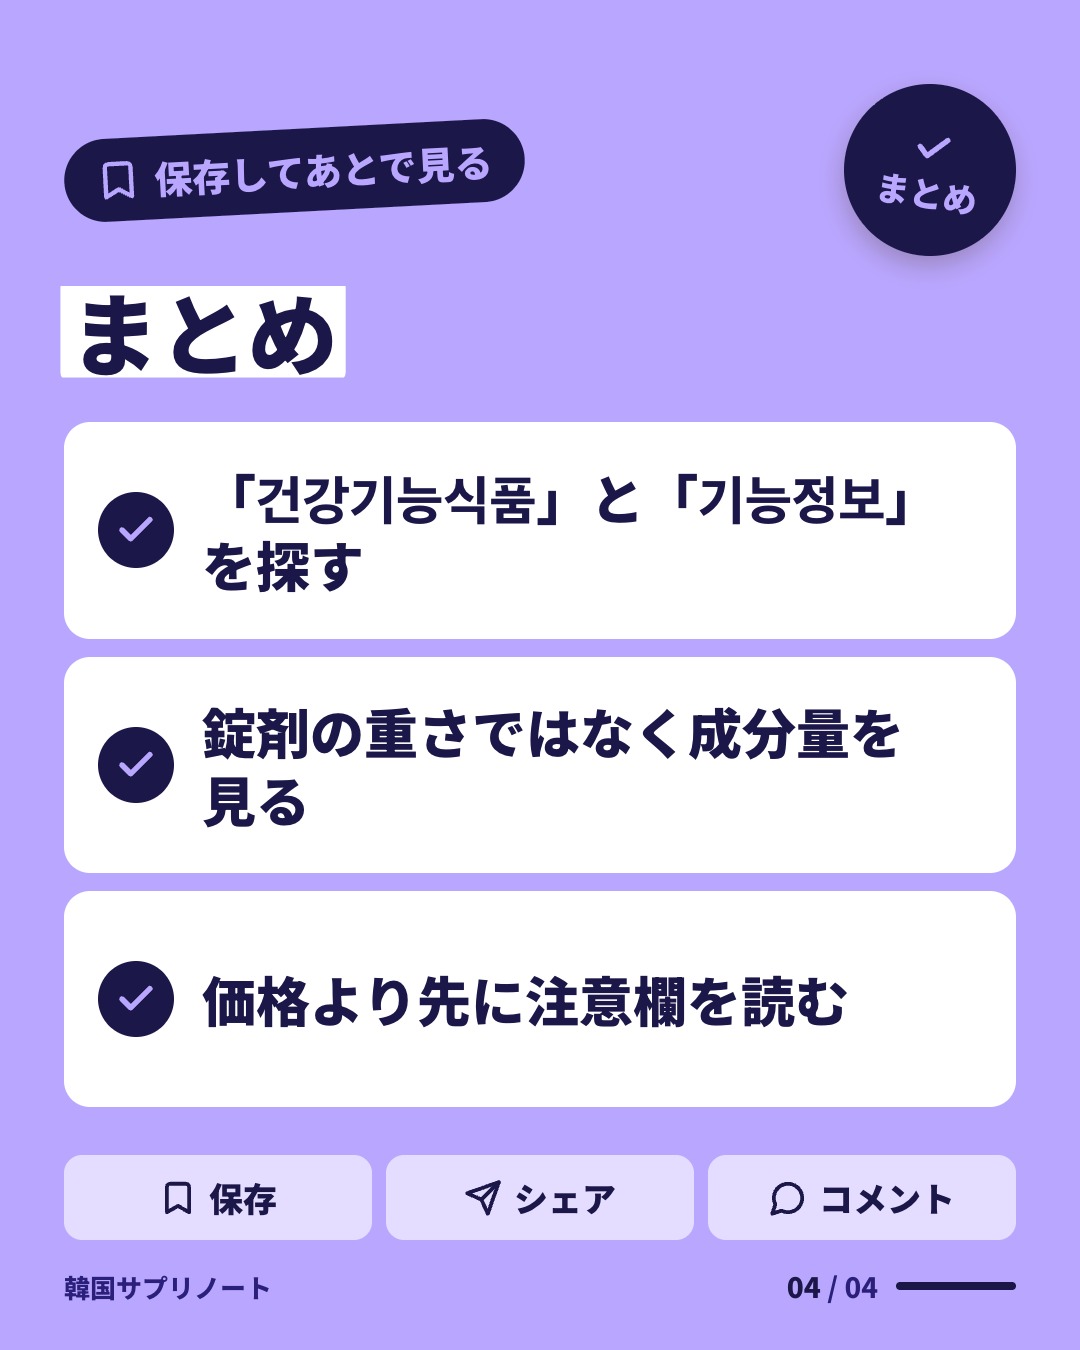 保存してあとで見る
まとめ
まとめ
「건강기능식품」と「기능정보」
を探す
錠剤の重さではなく成分量を
見る
価格より先に注意欄を読む
保存
シェア
コメント
韓国サプリノート
04 / 04